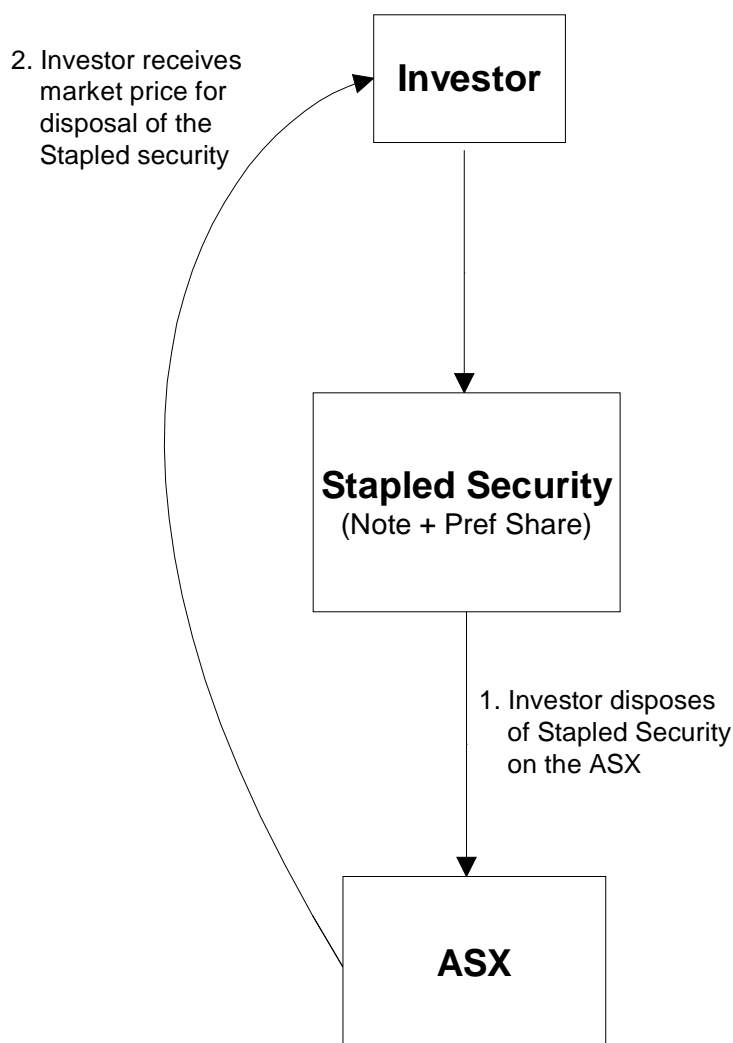 2. Investor receives
market price for
disposal of the
Stapled security
Investor
Stapled Security
(Note + Pref Share)
1. Investor disposes
of Stapled Security
on the ASX
ASX